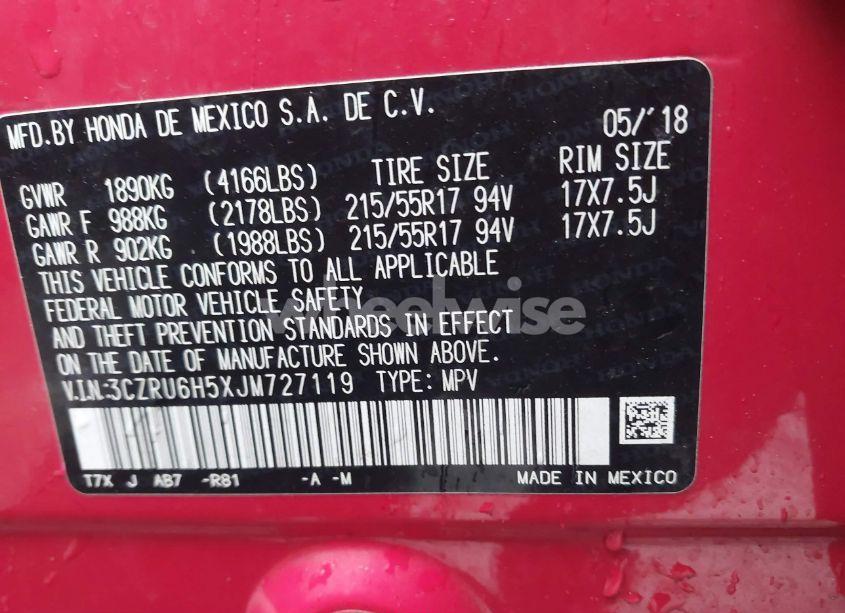 MFD.BY HONDA DE MEXICO S.A. DE C.V. 05/'18
GVWR 1890KG (4166LBS) TIRE SIZE RIM SIZE
GAWR F 988KG (2178LBS) 215/55R17 94V 17X7.5J
GAWR R 902KG (1988LBS) 215/55R17 94V 17X7.5J
THIS VEHICLE CONFORMS TO ALL APPLICABLE
FEDERAL MOTOR VEHICLE SAFETY
AND THEFT PREVENTION STANDARDS IN EFFECT
ON THE DATE OF MANUFACTURE SHOWN ABOVE.
V.I.N:3CZRU6H5XJM727119 TYPE: MPV
T7X J AB7 -R81 -A -M MADE IN MEXICO
wheelwise